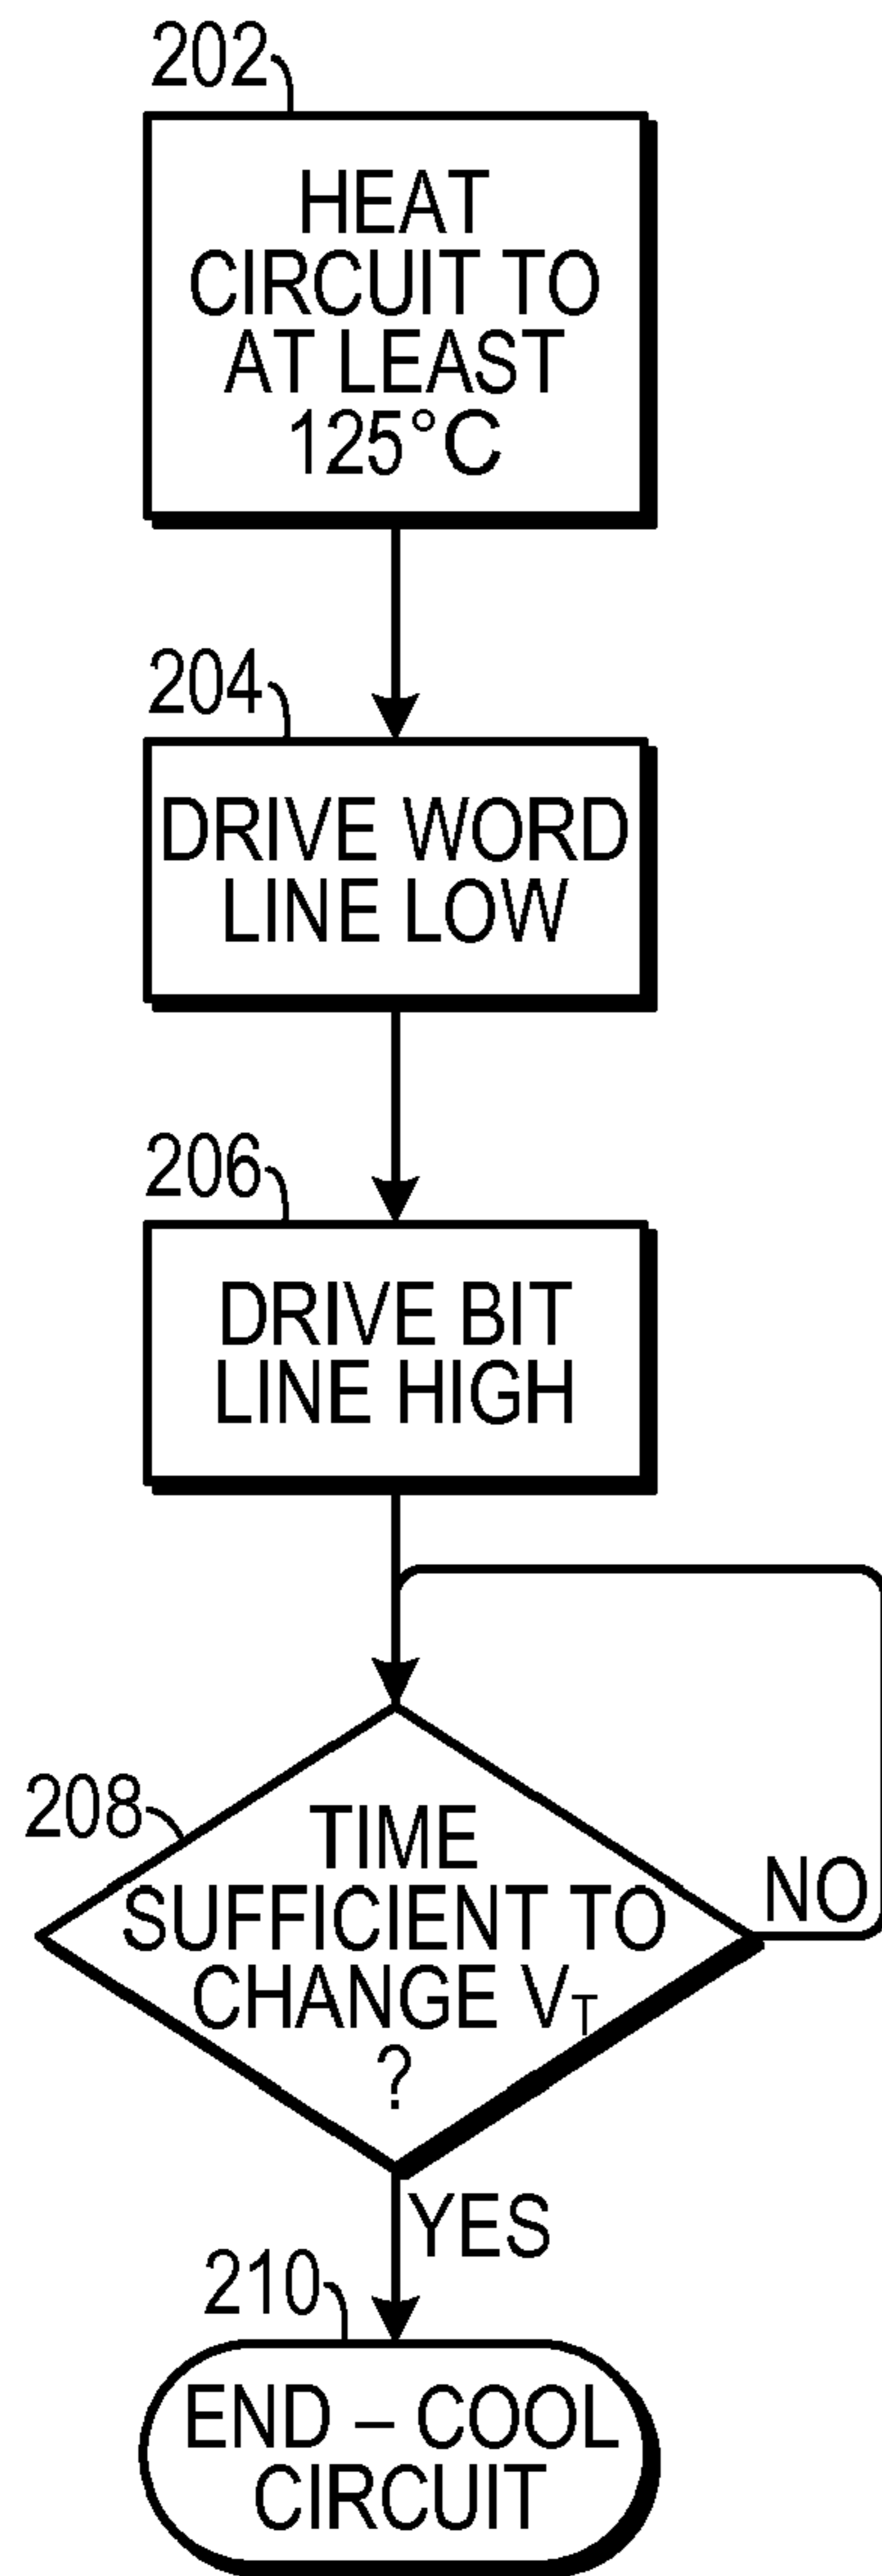 202
HEAT
CIRCUIT TO
AT LEAST
125°C
204
DRIVE WORD
LINE LOW
206
DRIVE BIT
LINE HIGH
208
TIME
SUFFICIENT TO
CHANGE V_T
?
NO
YES
210
END – COOL
CIRCUIT